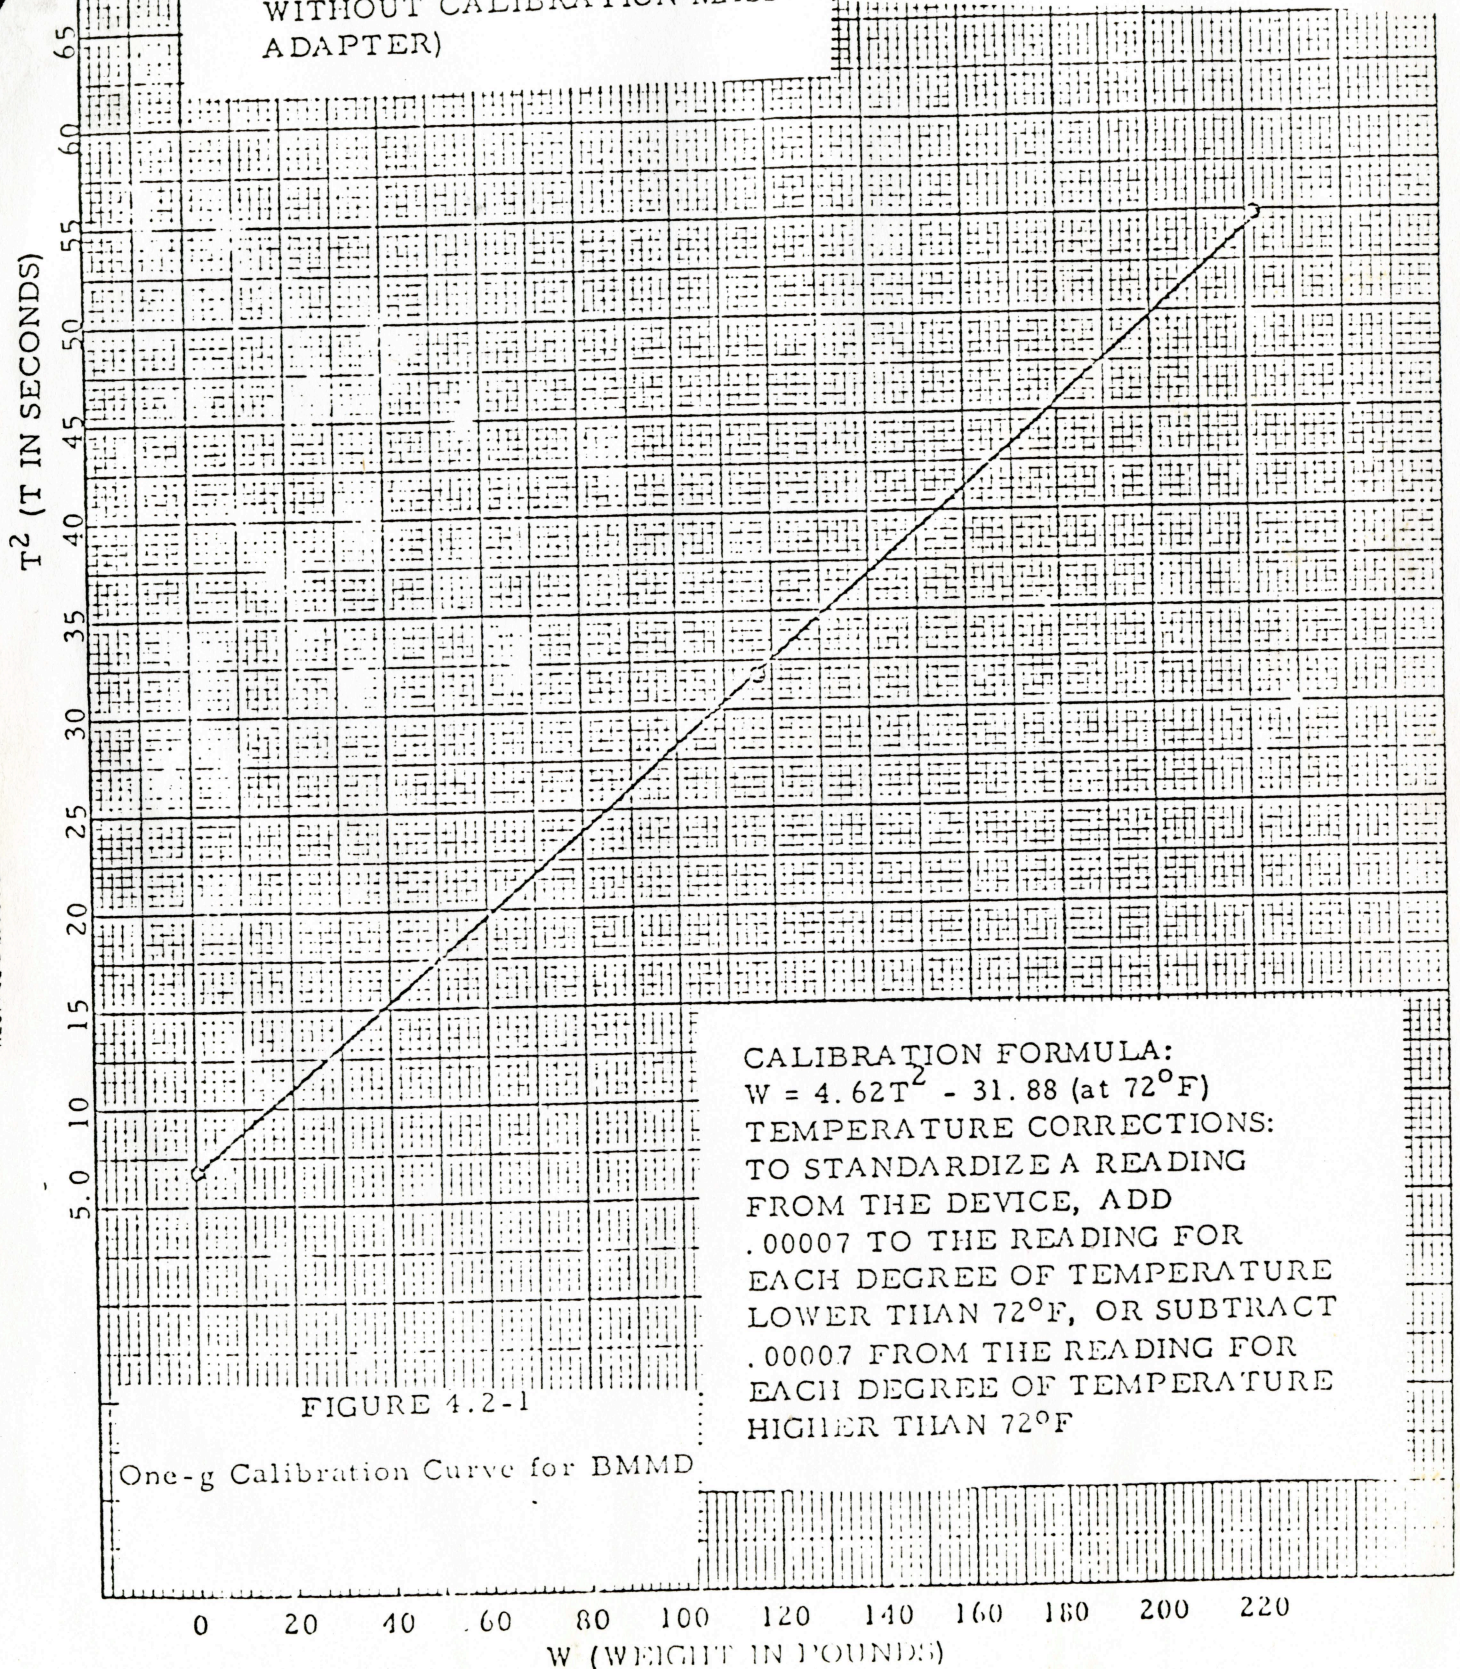 WITHOUT CALIBRATION MASS
ADAPTER)
T² (T IN SECONDS)
65
60
55
50
45
40
35
30
25
20
15
10
5.0
CALIBRATION FORMULA:
W = 4.62T² - 31.88 (at 72°F)
TEMPERATURE CORRECTIONS:
TO STANDARDIZE A READING
FROM THE DEVICE, ADD
.00007 TO THE READING FOR
EACH DEGREE OF TEMPERATURE
LOWER THAN 72°F, OR SUBTRACT
.00007 FROM THE READING FOR
EACH DEGREE OF TEMPERATURE
HIGHER THAN 72°F
FIGURE 4.2-1
One-g Calibration Curve for BMMD
0 20 40 60 80 100 120 140 160 180 200 220
W (WEIGHT IN POUNDS)